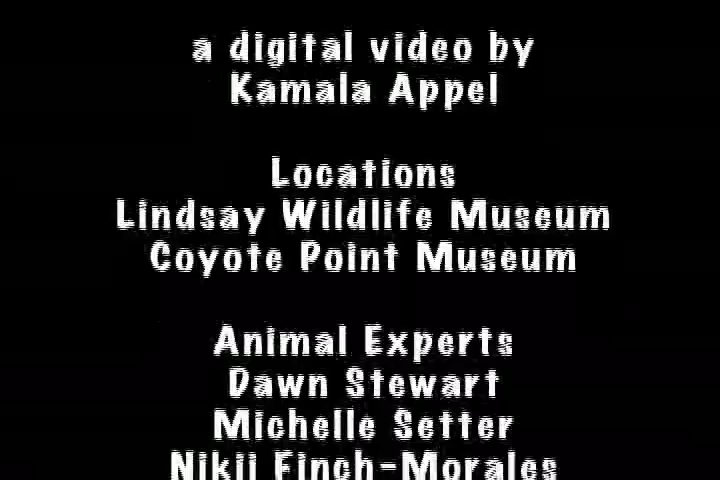 a digital video by
Kamala Appel
Locations
Lindsay Wildlife Museum
Coyote Point Museum
Animal Experts
Dawn Stewart
Michelle Setter
Nikii Finch-Morales